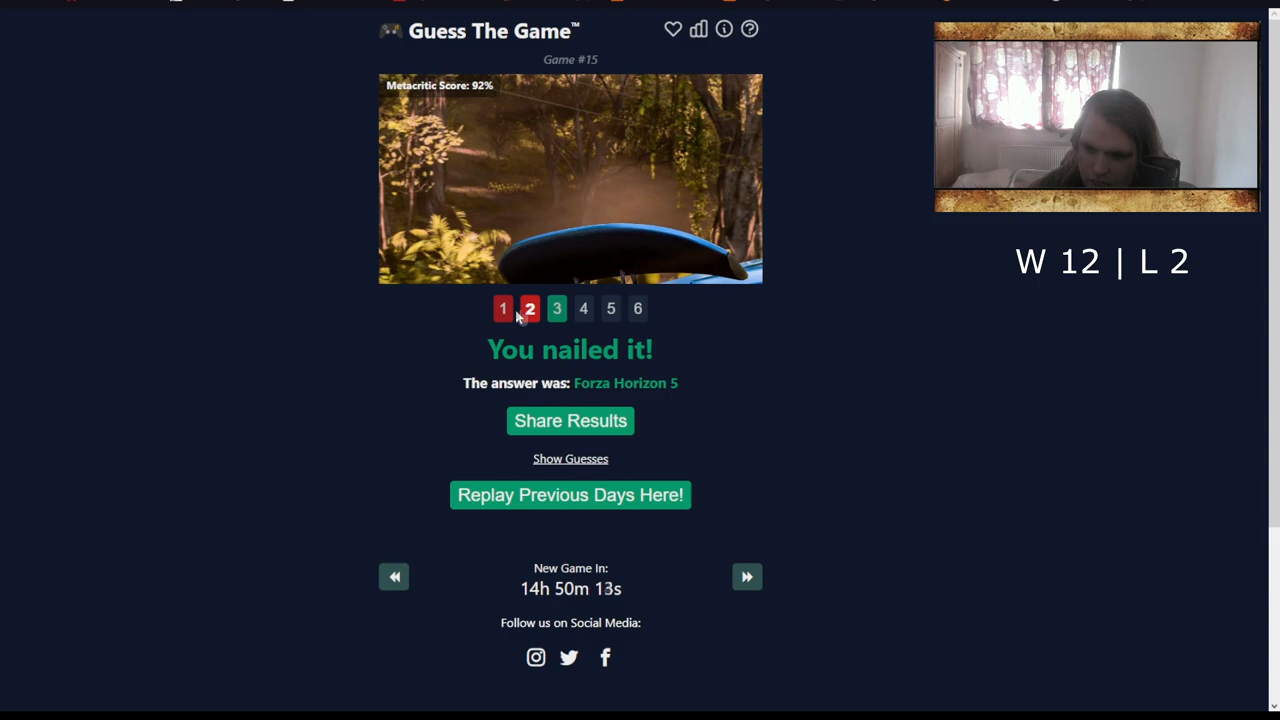 Guess The Game™
Game #15
Metacritic Score: 92%
1 2 3 4 5 6
You nailed it!
The answer was: Forza Horizon 5
Share Results
Show Guesses
Replay Previous Days Here!
New Game In:
14h 50m 13s
Follow us on Social Media:
W 12 | L 2